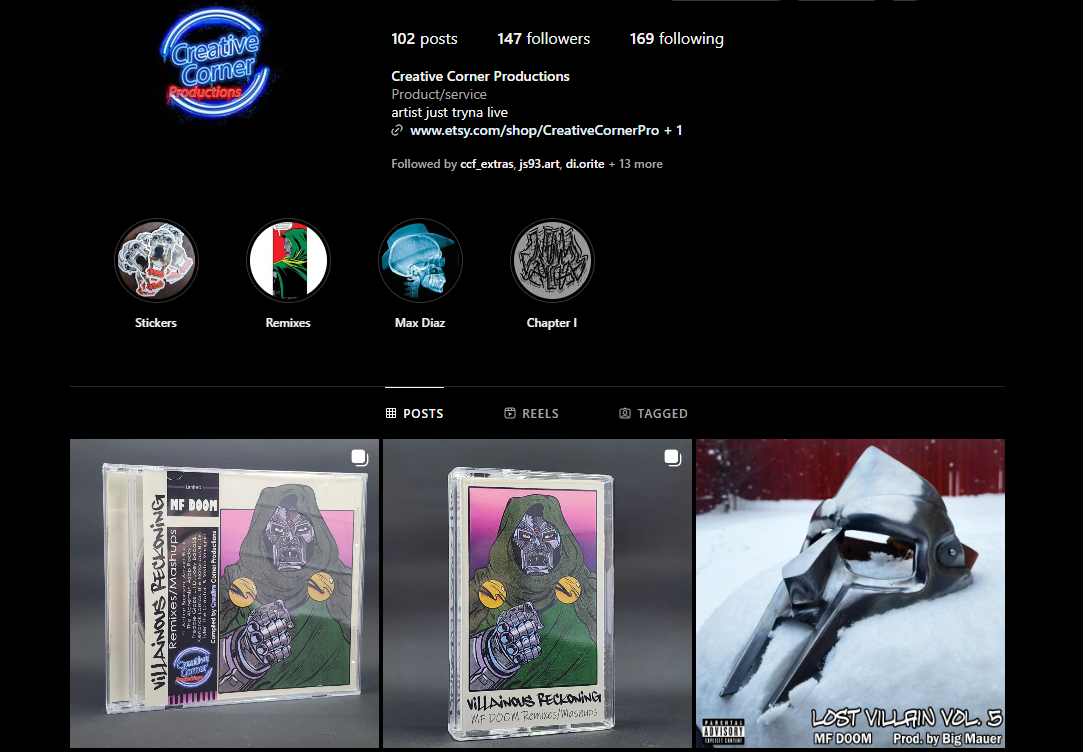 Creative
Corner
Productions
102 posts
147 followers
169 following
Creative Corner Productions
Product/service
artist just tryna live
www.etsy.com/shop/CreativeCornerPro + 1
Followed by ccf_extras, js93.art, di.orite + 13 more
Stickers
Remixes
Max Diaz
Chapter I
POSTS
REELS
TAGGED
VILLAINOUS RECKONING
Limited
MF DOOM
Remixes/Mashups
Compiled by Creative Corner Productions
Creative
Corner
Productions
VILLAINOUS RECKONING
MF DOOM Remixes/Mashups
PARENTAL
ADVISORY
EXPLICIT CONTENT
LOST VILLAIN VOL. 5
MF DOOM
Prod. by Big Mauer